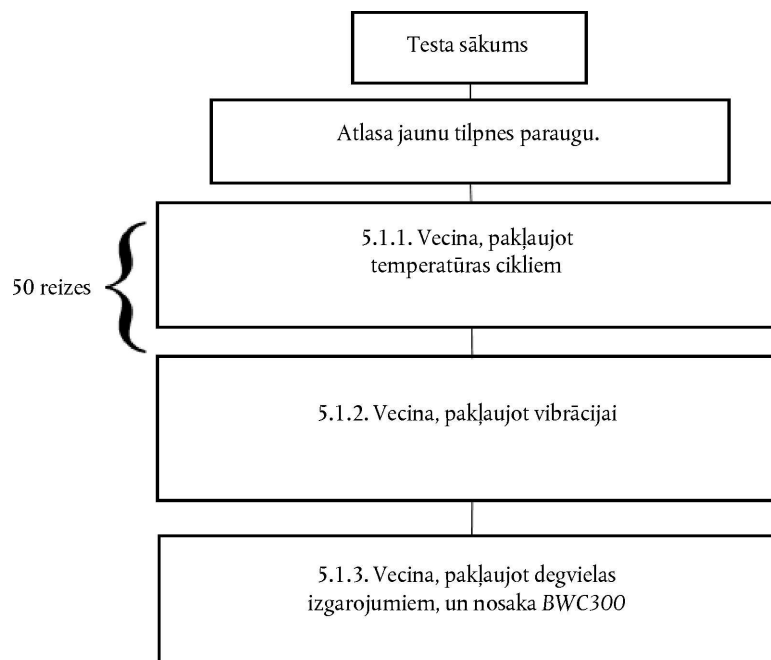 Testa sākums
Atlasa jaunu tilpnes paraugu.
5.1.1. Vecina, pakļaujot
temperatūras cikliem
50 reizes
5.1.2. Vecina, pakļaujot vibrācijai
5.1.3. Vecina, pakļaujot degvielas
izgarojumiem, un nosaka BWC300